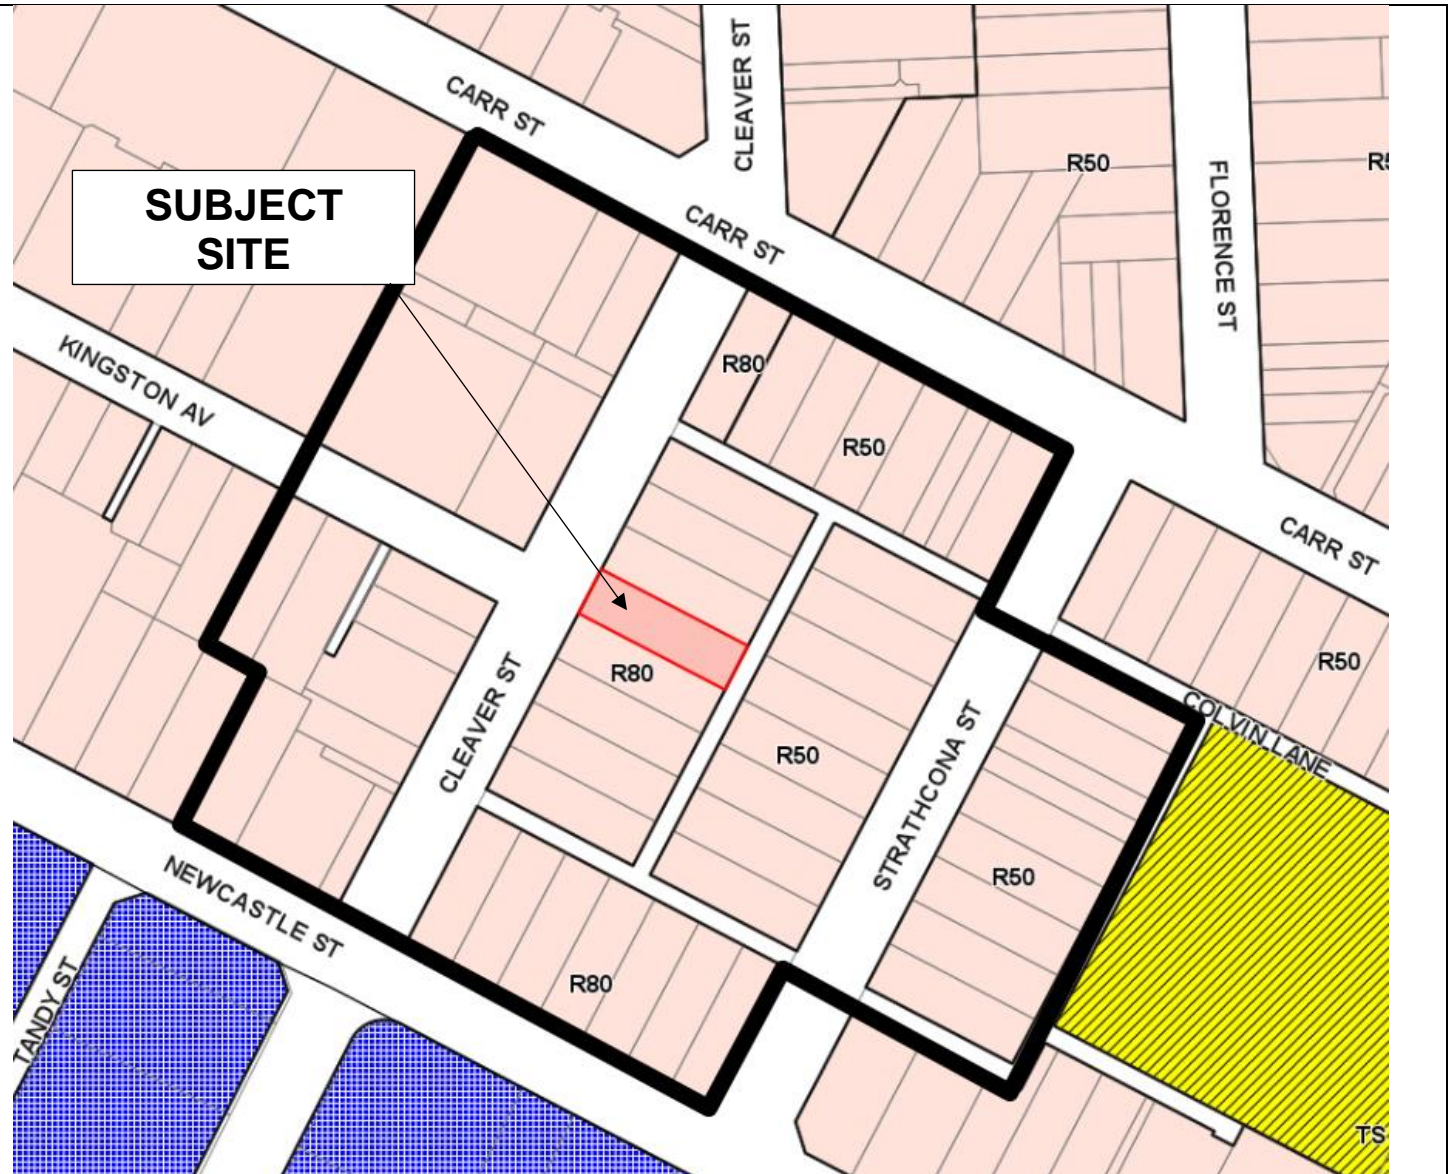 CARR ST
CLEAVER ST
R50
FLORENCE ST
SUBJECT
SITE
CARR ST
KINGSTON AV
R80
R50
CARR ST
R80
R50
CLEAVER ST
COLVIN LANE
R50
STRATHCONA ST
R50
NEWCASTLE ST
R80
TANDY ST
TS